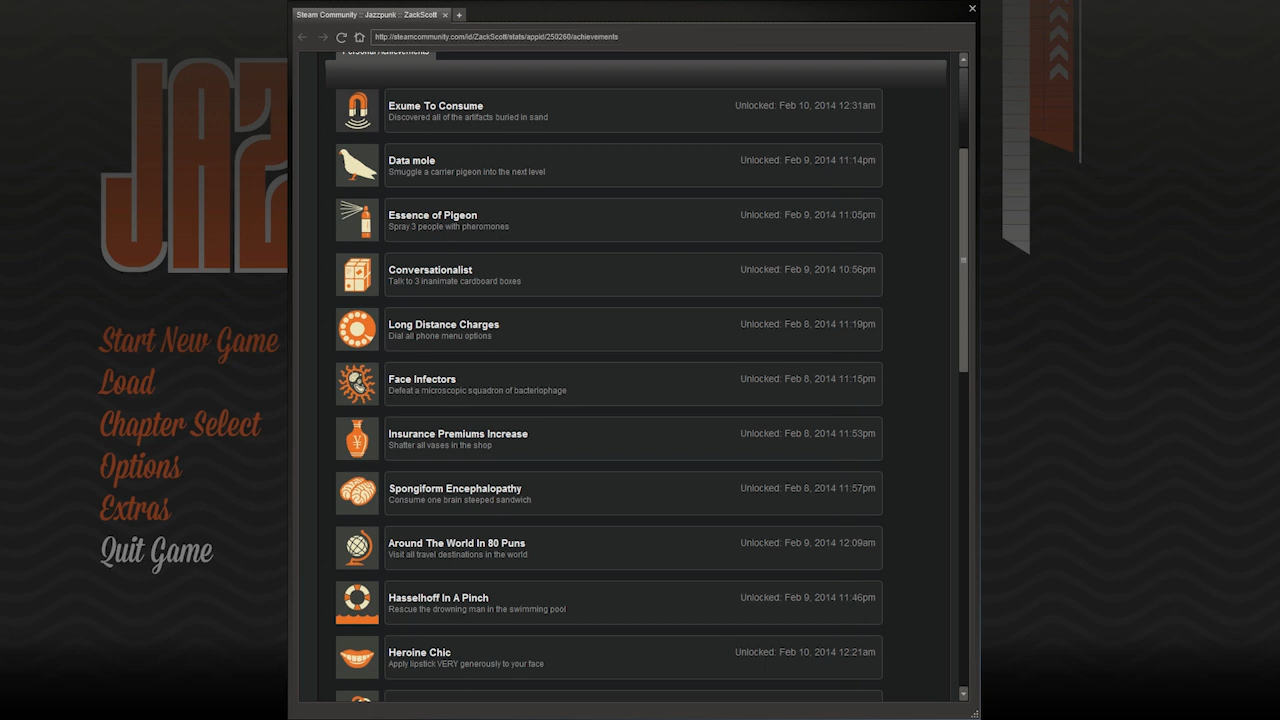 Steam Community :: Jazzpunk :: ZackScott
http://steamcommunity.com/id/ZackScott/stats/appid/250260/achievements
Personal Achievements
Exume To Consume
Unlocked: Feb 10, 2014 12:31am
Discovered all of the artifacts buried in sand
Data mole
Unlocked: Feb 9, 2014 11:14pm
Smuggle a carrier pigeon into the next level
Essence of Pigeon
Unlocked: Feb 9, 2014 11:05pm
Spray 3 people with pheromones
Conversationalist
Unlocked: Feb 9, 2014 10:56pm
Talk to 3 inanimate cardboard boxes
Long Distance Charges
Unlocked: Feb 8, 2014 11:19pm
Dial all phone menu options
Face Infectors
Unlocked: Feb 8, 2014 11:15pm
Defeat a microscopic squadron of bacteriophage
Insurance Premiums Increase
Unlocked: Feb 8, 2014 11:53pm
Shatter all vases in the shop
Spongiform Encephalopathy
Unlocked: Feb 8, 2014 11:57pm
Consume one brain steeped sandwich
Around The World In 80 Puns
Unlocked: Feb 9, 2014 12:09am
Visit all travel destinations in the world
Hasselhoff In A Pinch
Unlocked: Feb 9, 2014 11:46pm
Rescue the drowning man in the swimming pool
Heroine Chic
Unlocked: Feb 10, 2014 12:21am
Apply lipstick VERY generously to your face
JAZ
Start New Game
Load
Chapter Select
Options
Extras
Quit Game
¥